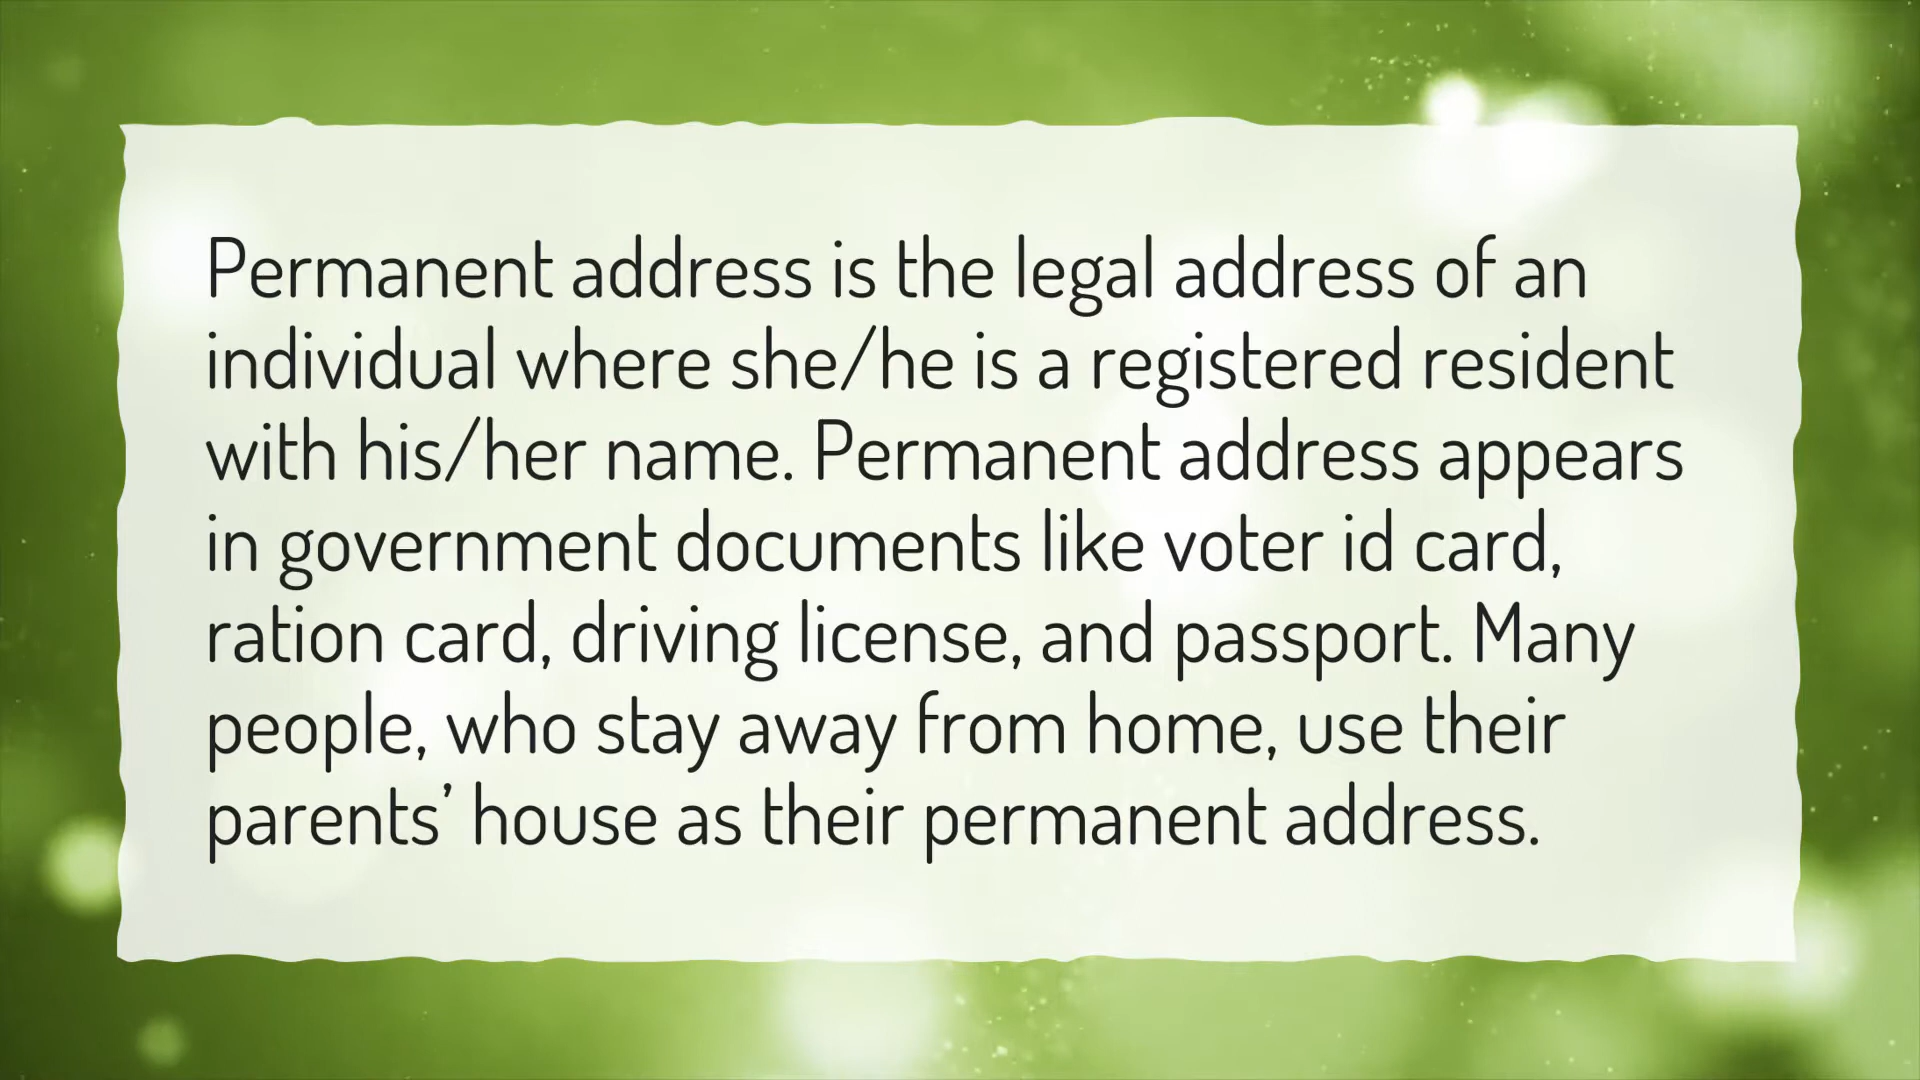 Permanent address is the legal address of an
individual where she/he is a registered resident
with his/her name. Permanent address appears
in government documents like voter id card,
ration card, driving license, and passport. Many
people, who stay away from home, use their
parents’ house as their permanent address.